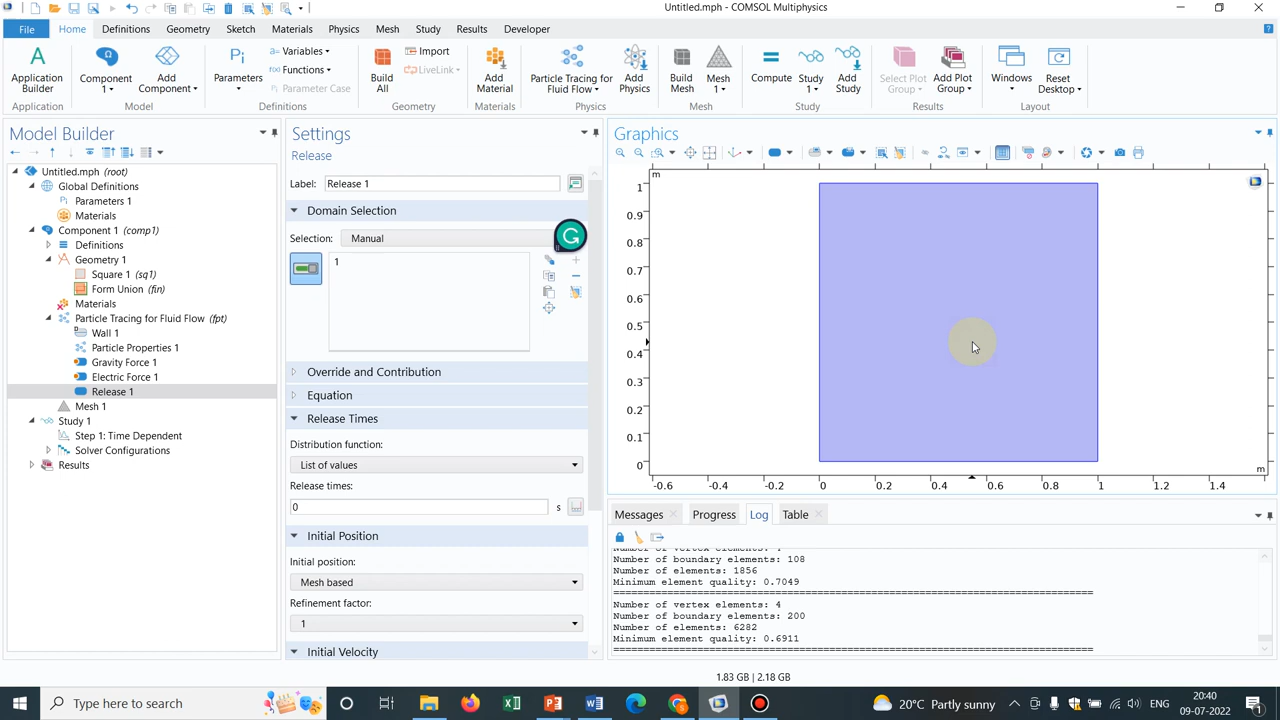 Untitled.mph - COMSOL Multiphysics
File
Home
Definitions
Geometry
Sketch
Materials
Physics
Mesh
Study
Results
Developer
Application Builder
Component 1
Add Component
Parameters
Pi
a= Variables
f(x) Functions
Parameter Case
Build All
Import
LiveLink
Add Material
Particle Tracing for Fluid Flow
Add Physics
Build Mesh
Mesh 1
Compute
Study 1
Add Study
Select Plot Group
Add Plot Group
Windows
Reset Desktop
Application
Model
Definitions
Geometry
Materials
Physics
Mesh
Study
Results
Layout
Model Builder
Untitled.mph (root)
Global Definitions
Pi Parameters 1
Materials
Component 1 (comp1)
Definitions
Geometry 1
Square 1 (sq1)
Form Union (fin)
Materials
Particle Tracing for Fluid Flow (fpt)
Wall 1
Particle Properties 1
Gravity Force 1
Electric Force 1
Release 1
Mesh 1
Study 1
Step 1: Time Dependent
Solver Configurations
Results
Settings
Release
Label: Release 1
Domain Selection
Selection: Manual
1
Override and Contribution
Equation
Release Times
Distribution function:
List of values
Release times:
0 s
Initial Position
Initial position:
Mesh based
Refinement factor:
1
Initial Velocity
Graphics
m
1
0.9
0.8
0.7
0.6
0.5
0.4
0.3
0.2
0.1
0
-0.6 -0.4 -0.2 0 0.2 0.4 0.6 0.8 1 1.2 1.4
m
Messages
Progress
Log
Table
Number of boundary elements: 108
Number of elements: 1856
Minimum element quality: 0.7049
Number of vertex elements: 4
Number of boundary elements: 200
Number of elements: 6282
Minimum element quality: 0.6911
1.83 GB | 2.18 GB
Type here to search
20°C Partly sunny
ENG
20:40
09-07-2022